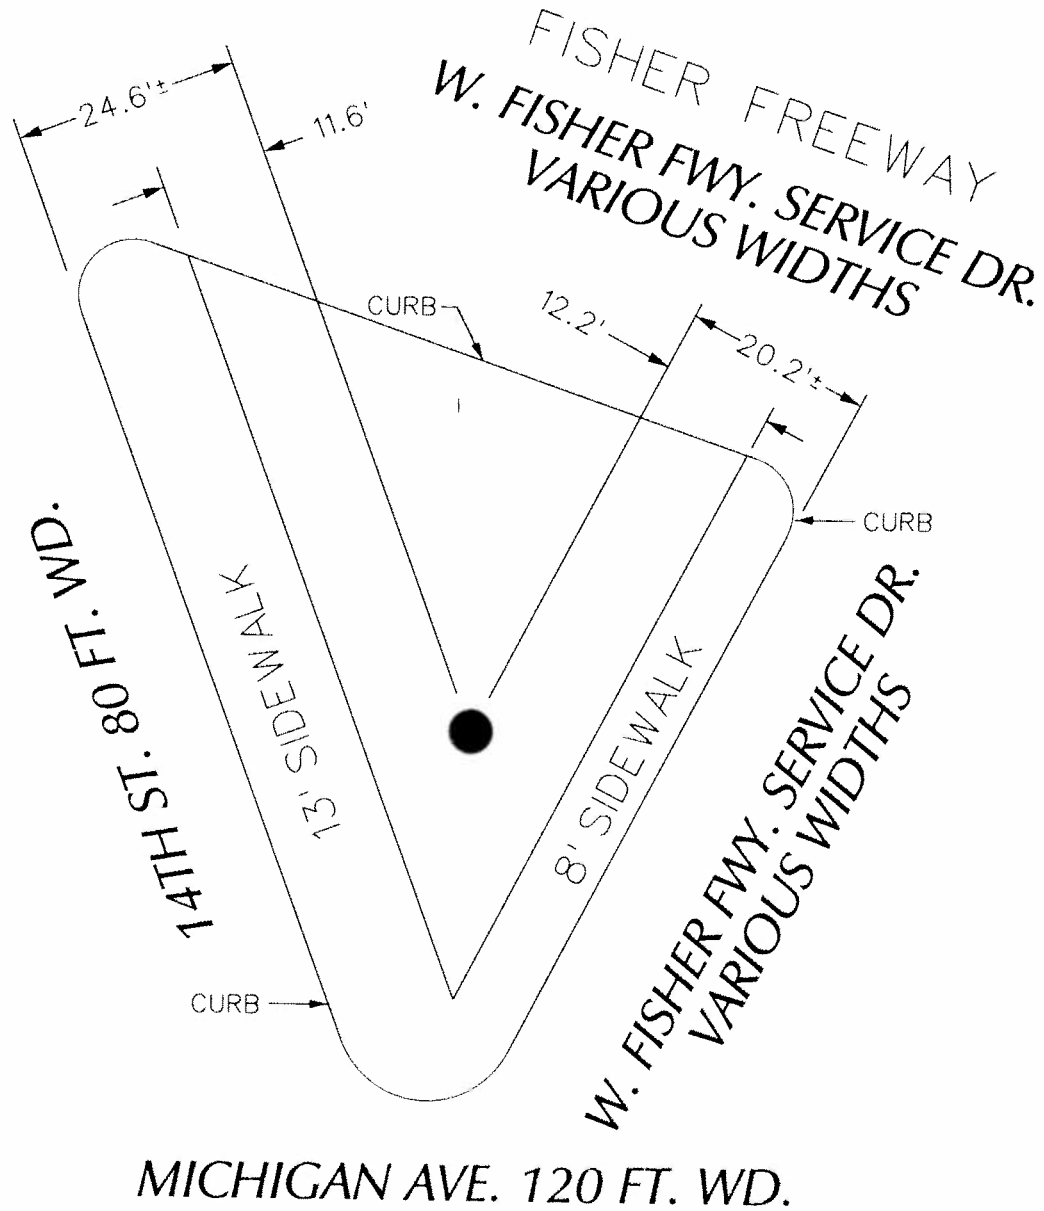 FISHER FREEWAY
W. FISHER FWY. SERVICE DR.
VARIOUS WIDTHS
24.6'±
11.6'
CURB
12.2'
20.2'±
CURB
14TH ST. 80 FT. WD.
13' SIDEWALK
8' SIDEWALK
W. FISHER FWY. SERVICE DR.
VARIOUS WIDTHS
CURB
MICHIGAN AVE. 120 FT. WD.